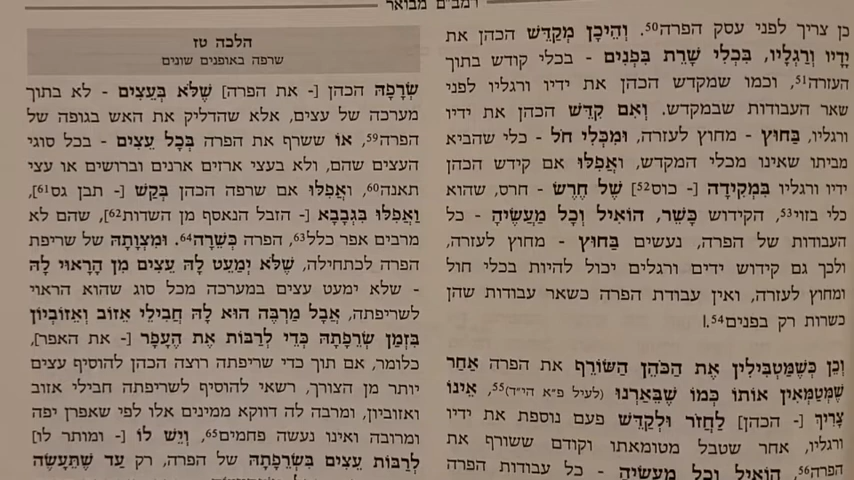 רמב"ם מבואר
כן צריך לפני עסק הפרה50. וְהֵיכָן מְקַדֵּשׁ הכהן את
יָדָיו וְרַגְלָיו, בִּכְלִי שָׁרֵת בִּפְנִים - בכלי קודש בתוך
העזרה51, וכמו שמקדש הכהן את ידיו ורגליו לפני
שאר העבודות שבמקדש. וְאִם קִדֵּשׁ הכהן את ידיו
ורגליו, בַּחוּץ - מחוץ לעזרה, וּמִכְּלִי חֹל - כלי שהביא
מביתו שאינו מכלי המקדש, וַאֲפִלּוּ אם קידש הכהן
ידיו ורגליו בִּמְקִידָה [- כוס52] שֶׁל חֶרֶשׂ - חרס, שהוא
כלי בזוי53, הקידוש כָּשֵׁר, הוֹאִיל וְכָל מַעֲשֶׂיהָ - כל
העבודות של הפרה, נעשים בַּחוּץ - מחוץ לעזרה,
ולכך גם קידוש ידים ורגלים יכול להיות בכלי חול
ומחוץ לעזרה, ואין עבודת הפרה כשאר עבודות שהן
כשרות רק בפנים54.
וְכֵן כְּשֶׁמַּטְבִּילִין אֶת הַכֹּהֵן הַשּׂוֹרֵף את הפרה אַחַר
שֶׁמְּטַמְּאִין אוֹתוֹ כְּמוֹ שֶׁבֵּאַרְנוּ (לעיל פ"א הי"ד)55, אֵינוֹ
צָרִיךְ [- הכהן] לַחֲזֹר וּלְקַדֵּשׁ פעם נוספת את ידיו
ורגליו, אחר שטבל מטומאתו וקודם ששורף את
הפרה56, הוֹאִיל וְכָל מַעֲשֶׂיהָ - כל עבודות הפרה
הלכה טז
שרפה באופנים שונים
שְׂרָפָהּ הכהן [- את הפרה] שֶׁלֹּא בְּעֵצִים - לא בתוך
מערכה של עצים, אלא שהדליק את האש בגופה של
הפרה59, אוֹ ששרף את הפרה בְּכָל עֵצִים - בכל סוגי
העצים שהם, ולא בעצי ארזים ארנים וברושים או עצי
תאנה60, וַאֲפִלּוּ אם שרפה הכהן בְּקַשׁ [- תבן גס61],
וַאֲפִלּוּ בִּגְבָבָא [- הזבל הנאסף מן השדות62], שהם לא
מרבים אפר כלל63, הפרה כְּשֵׁרָה64. וּמִצְוָתָהּ של שריפת
הפרה לכתחילה, שֶׁלֹּא יְמַעֵט לָהּ עֵצִים מִן הָרָאוּי לָהּ
- שלא ימעט עצים במערכה מכל סוג שהוא הראוי
לשריפתה, אֲבָל מַרְבֶּה הוּא לָהּ חֲבִילֵי אֵזוֹב וְאֵזוֹבְיוֹן
בִּזְמַן שְׂרֵפָתָהּ כְּדֵי לְרַבּוֹת אֶת הָעָפָר [- את האפר],
כלומר, אם תוך כדי שריפתה רוצה הכהן להוסיף עצים
יותר מן הצורך, רשאי להוסיף לשריפתה חבילי אזוב
ואזוביון, ומרבה לה דווקא ממינים אלו לפי שאפרן יפה
ומרובה ואינו נעשה פחמים65, וְיֵשׁ לוֹ [- ומותר לו]
לְרַבּוֹת עֵצִים בִּשְׂרֵפָתָהּ של הפרה, רק עַד שֶׁתֵּעָשֶׂה